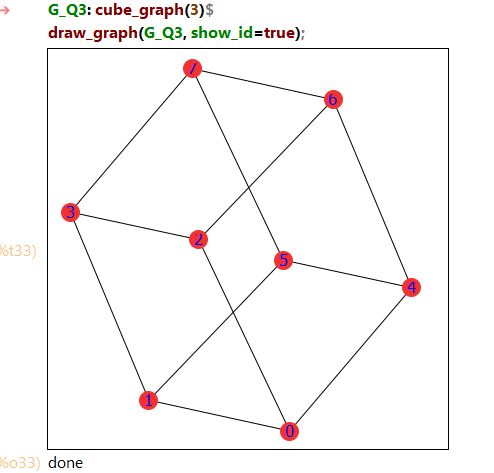 G_Q3: cube_graph(3)$
draw_graph(G_Q3, show_id=true);
7
6
3
2
5
4
1
0
%t33)
%o33) done